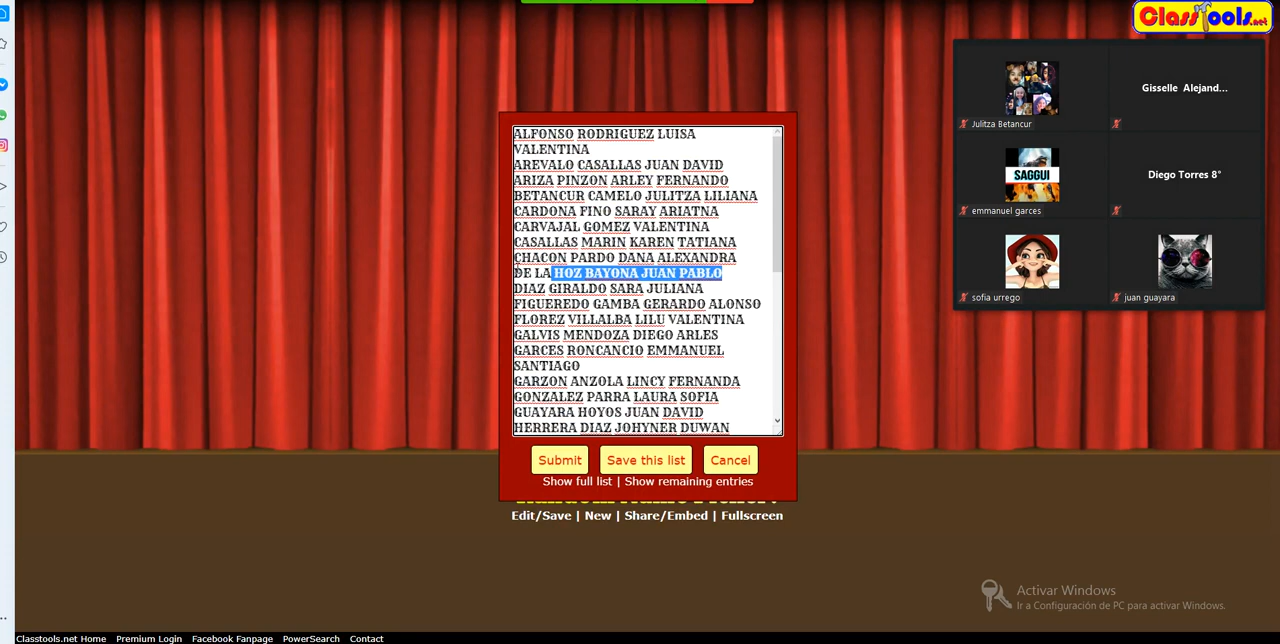 ClassTools.net
Julitza Betancur
Gisselle Alejand...
SAGGUI
emmanuel garces
Diego Torres 8°
sofia urrego
juan guayara
ALFONSO RODRIGUEZ LUISA
VALENTINA
AREVALO CASALLAS JUAN DAVID
ARIZA PINZON ARLEY FERNANDO
BETANCUR CAMELO JULITZA LILIANA
CARDONA FINO SARAY ARIATNA
CARVAJAL GOMEZ VALENTINA
CASALLAS MARIN KAREN TATIANA
CHACON PARDO DANA ALEXANDRA
DE LA HOZ BAYONA JUAN PABLO
DIAZ GIRALDO SARA JULIANA
FIGUEREDO GAMBA GERARDO ALONSO
FLOREZ VILLALBA LILU VALENTINA
GALVIS MENDOZA DIEGO ARLES
GARCES RONCANCIO EMMANUEL
SANTIAGO
GARZON ANZOLA LINCY FERNANDA
GONZALEZ PARRA LAURA SOFIA
GUAYARA HOYOS JUAN DAVID
HERRERA DIAZ JOHYNER DUWAN
Submit Save this list Cancel
Show full list | Show remaining entries
Edit/Save | New | Share/Embed | Fullscreen
Activar Windows
Ir a Configuración de PC para activar Windows.
Classtools.net Home Premium Login Facebook Fanpage PowerSearch Contact